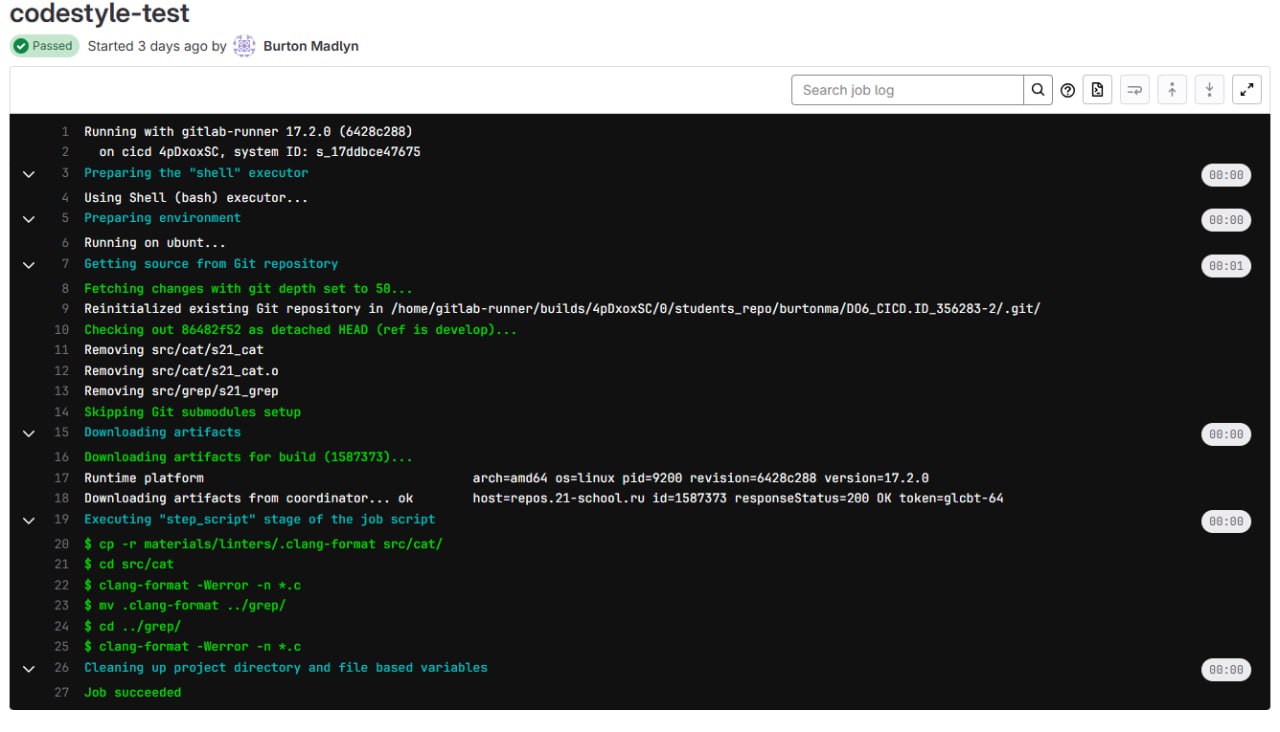 codestyle-test
Passed Started 3 days ago by Burton Madlyn
Search job log
1 Running with gitlab-runner 17.2.0 (6428c288)
2 on cicd 4pDxoxSC, system ID: s_17ddbce47675
3 Preparing the "shell" executor 00:00
4 Using Shell (bash) executor...
5 Preparing environment 00:00
6 Running on ubunt...
7 Getting source from Git repository 00:01
8 Fetching changes with git depth set to 50...
9 Reinitialized existing Git repository in /home/gitlab-runner/builds/4pDxoxSC/0/students_repo/burtonma/DO6_CICD.ID_356283-2/.git/
10 Checking out 86482f52 as detached HEAD (ref is develop)...
11 Removing src/cat/s21_cat
12 Removing src/cat/s21_cat.o
13 Removing src/grep/s21_grep
14 Skipping Git submodules setup
15 Downloading artifacts 00:00
16 Downloading artifacts for build (1587373)...
17 Runtime platform arch=amd64 os=linux pid=9200 revision=6428c288 version=17.2.0
18 Downloading artifacts from coordinator... ok host=repos.21-school.ru id=1587373 responseStatus=200 OK token=glcbt-64
19 Executing "step_script" stage of the job script 00:00
20 $ cp -r materials/linters/.clang-format src/cat/
21 $ cd src/cat
22 $ clang-format -Werror -n *.c
23 $ mv .clang-format ../grep/
24 $ cd ../grep/
25 $ clang-format -Werror -n *.c
26 Cleaning up project directory and file based variables 00:00
27 Job succeeded